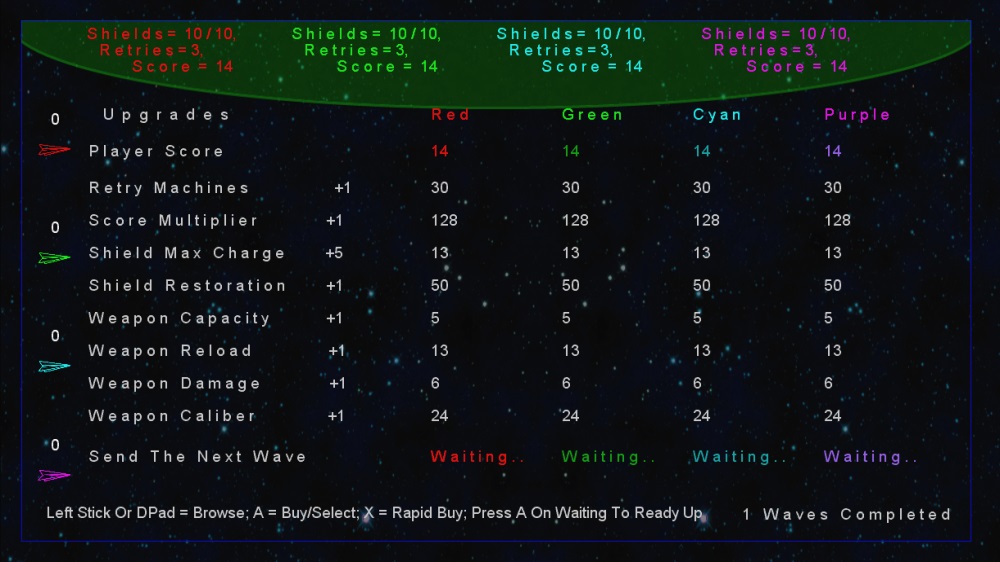 Shields= 10/10, Shields= 10/10, Shields= 10/10, Shields= 10/10,
Retries=3, Retries=3, Retries=3, Retries=3,
Score = 14 Score = 14 Score = 14 Score = 14
0 Upgrades Red Green Cyan Purple
Player Score 14 14 14 14
Retry Machines +1 30 30 30 30
0 Score Multiplier +1 128 128 128 128
Shield Max Charge +5 13 13 13 13
Shield Restoration +1 50 50 50 50
Weapon Capacity +1 5 5 5 5
0 Weapon Reload +1 13 13 13 13
Weapon Damage +1 6 6 6 6
Weapon Caliber +1 24 24 24 24
0 Send The Next Wave Waiting.. Waiting.. Waiting.. Waiting..
Left Stick Or DPad = Browse; A = Buy/Select; X = Rapid Buy; Press A On Waiting To Ready Up. 1 Waves Completed